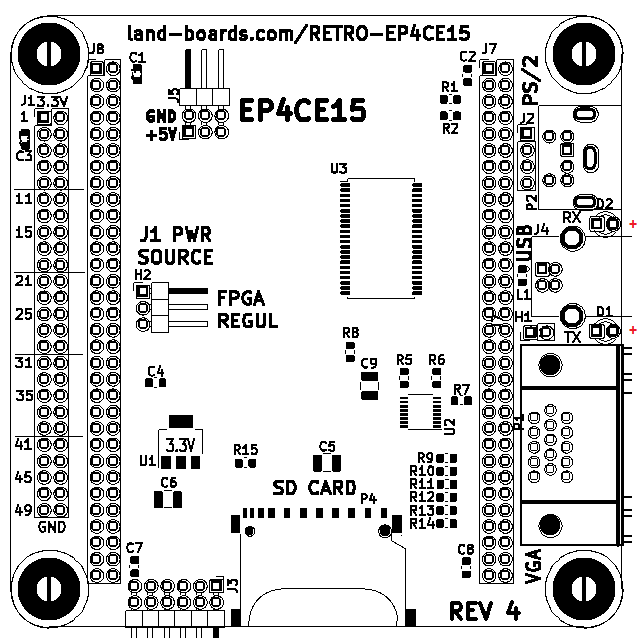 land-boards.com/RETRO-EP4CE15
J8
C1
C2
J7
J5
R1
PS/2
J1 3.3V
1
GND
EP4CE15
+5V
R2
J2
C3
U3
P2
11
D2
RX
+
15
J1 PWR
SOURCE
USB
J4
H2
21
FPGA
L1
25
REGUL
H1
D1
TX
+
R8
31
C4
C9
R5
R6
35
R7
P1
U2
41
3.3V
U1
R15
C5
R9
R10
45
C6
SD CARD
R11
R12
49
P4
R13
GND
R14
C7
C8
VGA
J3
REV 4